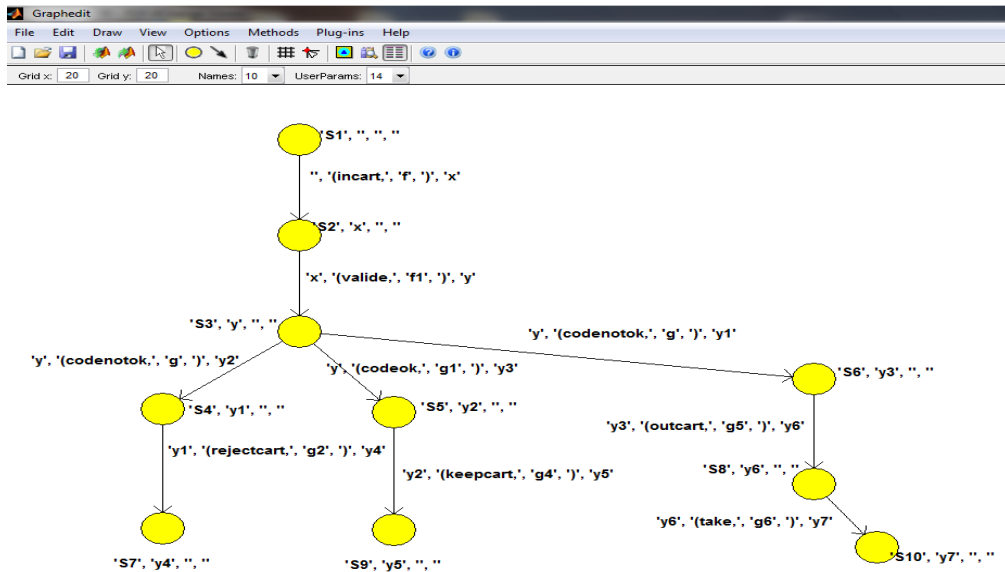 Graphedit
File Edit Draw View Options Methods Plug-ins Help
Grid x: 20 Grid y: 20 Names: 10 UserParams: 14
'S1', '', '', ''
'', '(incart,', 'f', ')', 'x'
'S2', 'x', '', ''
'x', '(valide,', 'f1', ')', 'y'
'S3', 'y', '', ''
'y', '(codenotok,', 'g', ')', 'y1'
'y', '(codenotok,', 'g', ')', 'y2'
'y', '(codeok,', 'g1', ')', 'y3'
'S6', 'y3', '', ''
'S4', 'y1', '', ''
'S5', 'y2', '', ''
'y3', '(outcart,', 'g5', ')', 'y6'
'y1', '(rejectcart,', 'g2', ')', 'y4'
'y2', '(keepcart,', 'g4', ')', 'y5'
'S8', 'y6', '', ''
'y6', '(take,', 'g6', ')', 'y7'
'S7', 'y4', '', ''
'S9', 'y5', '', ''
'S10', 'y7', '', ''